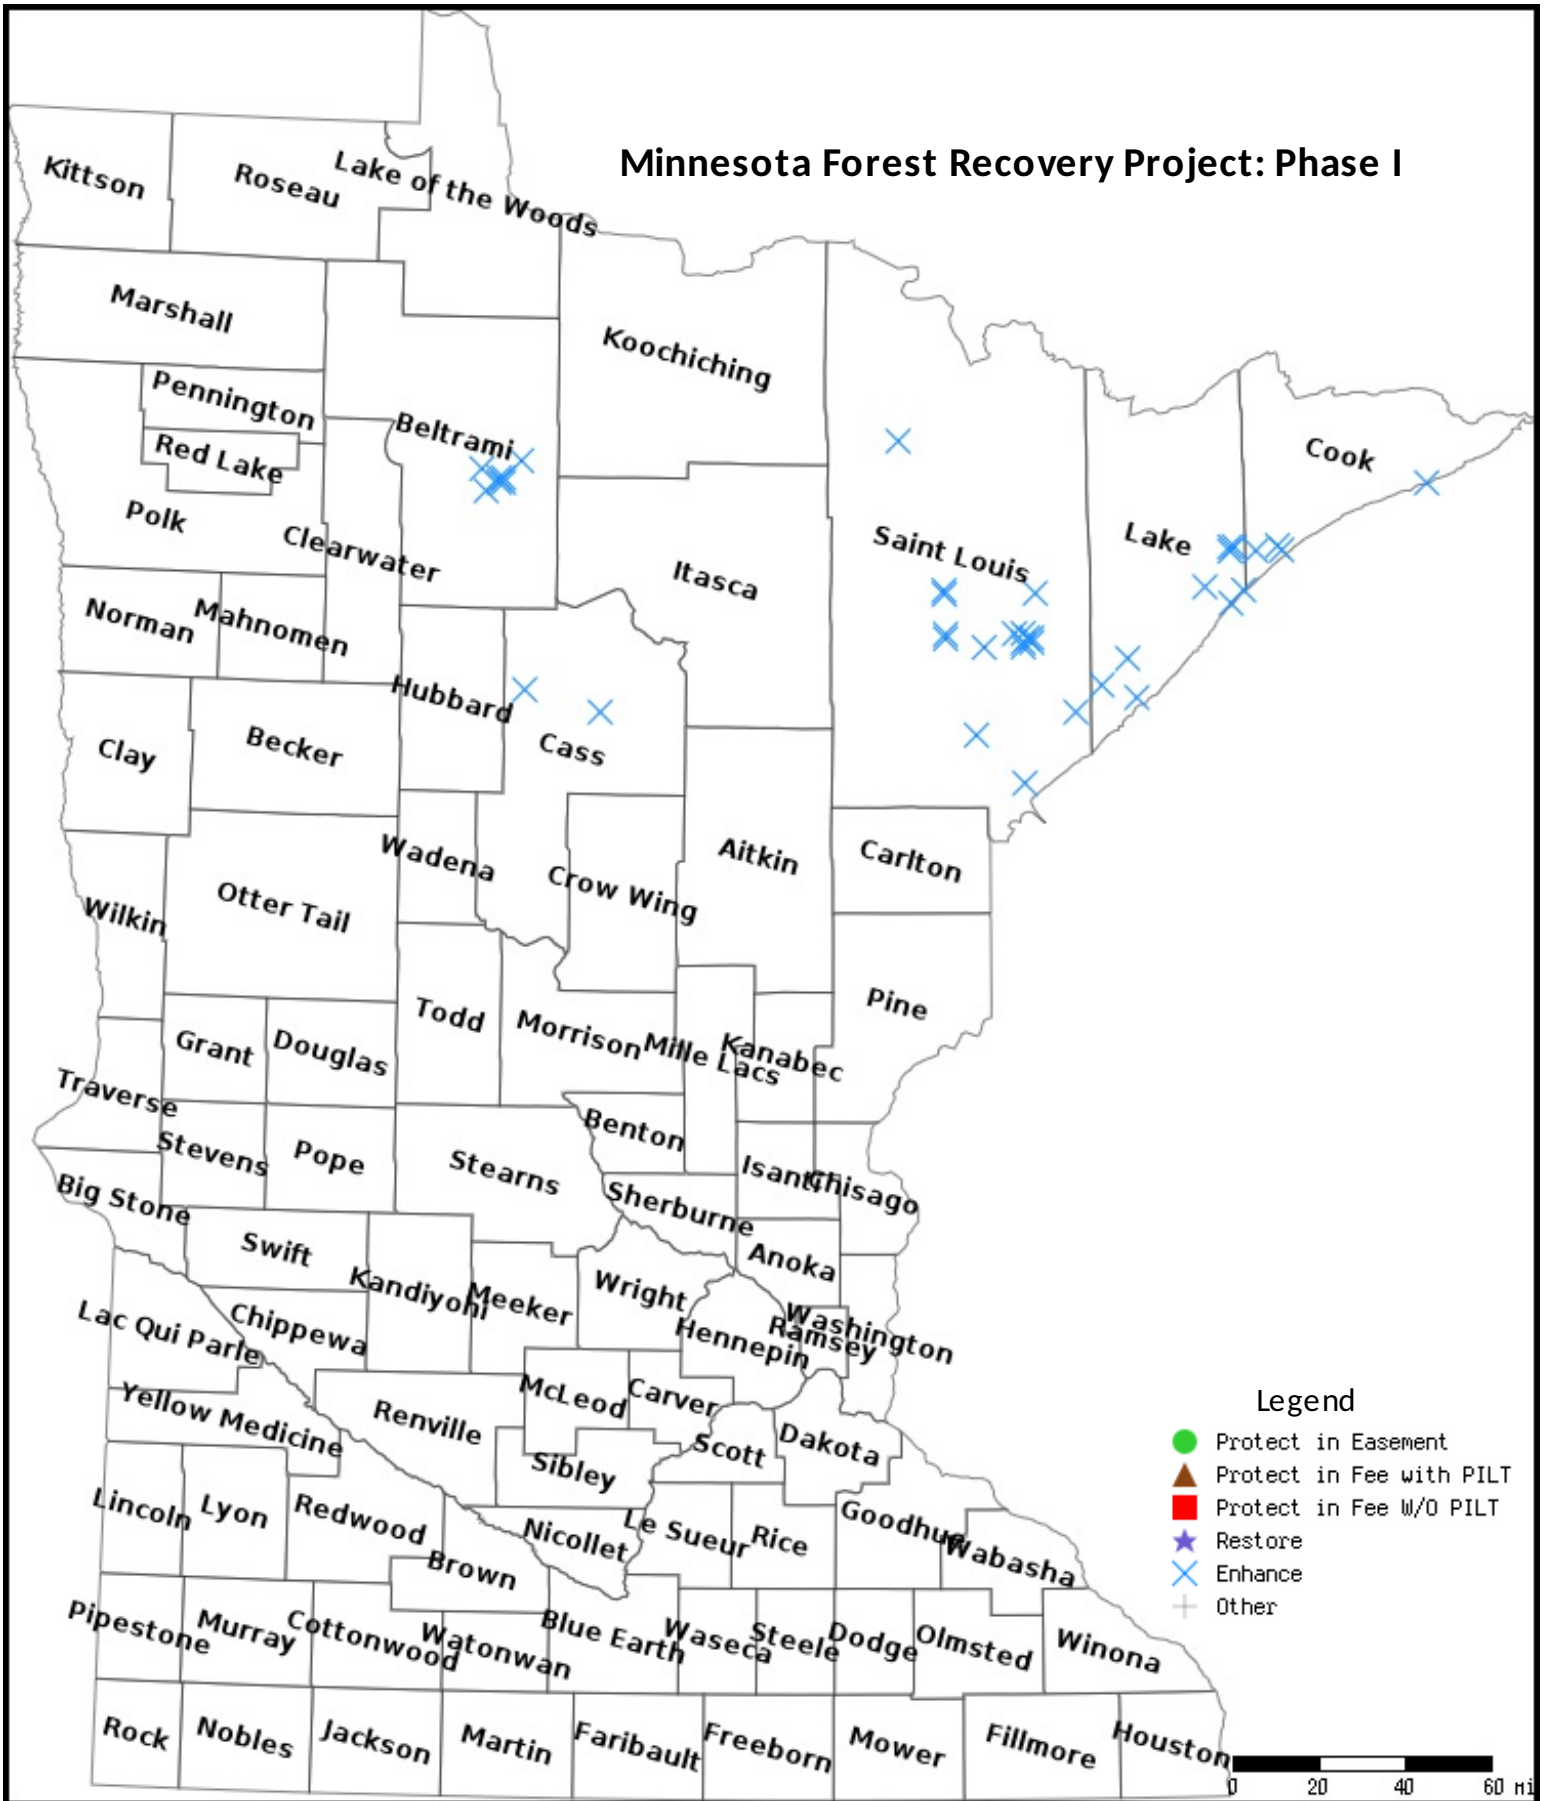 Minnesota Forest Recovery Project: Phase I
Kittson
Roseau
Lake of the Woods
Marshall
Koochiching
Pennington
Beltrami
Red Lake
Cook
Polk
Clearwater
Saint Louis
Lake
Itasca
Norman
Mahnomen
Hubbard
Clay
Becker
Cass
Wadena
Aitkin
Carlton
Crow Wing
Otter Tail
Wilkin
Pine
Todd
Morrison
Mille Lacs
Kanabec
Grant
Douglas
Traverse
Benton
Stevens
Pope
Stearns
Isanti
Chisago
Big Stone
Sherburne
Swift
Anoka
Kandiyohi
Meeker
Wright
Lac Qui Parle
Chippewa
Washington
Ramsey
Hennepin
McLeod
Carver
Yellow Medicine
Renville
Scott
Dakota
Sibley
Lincoln
Lyon
Redwood
Nicollet
Le Sueur
Rice
Goodhue
Wabasha
Brown
Pipestone
Murray
Cottonwood
Watonwan
Blue Earth
Waseca
Steele
Dodge
Olmsted
Winona
Rock
Nobles
Jackson
Martin
Faribault
Freeborn
Mower
Fillmore
Houston
Legend
Protect in Easement
Protect in Fee with PILT
Protect in Fee W/O PILT
Restore
Enhance
Other
0 20 40 60 mi